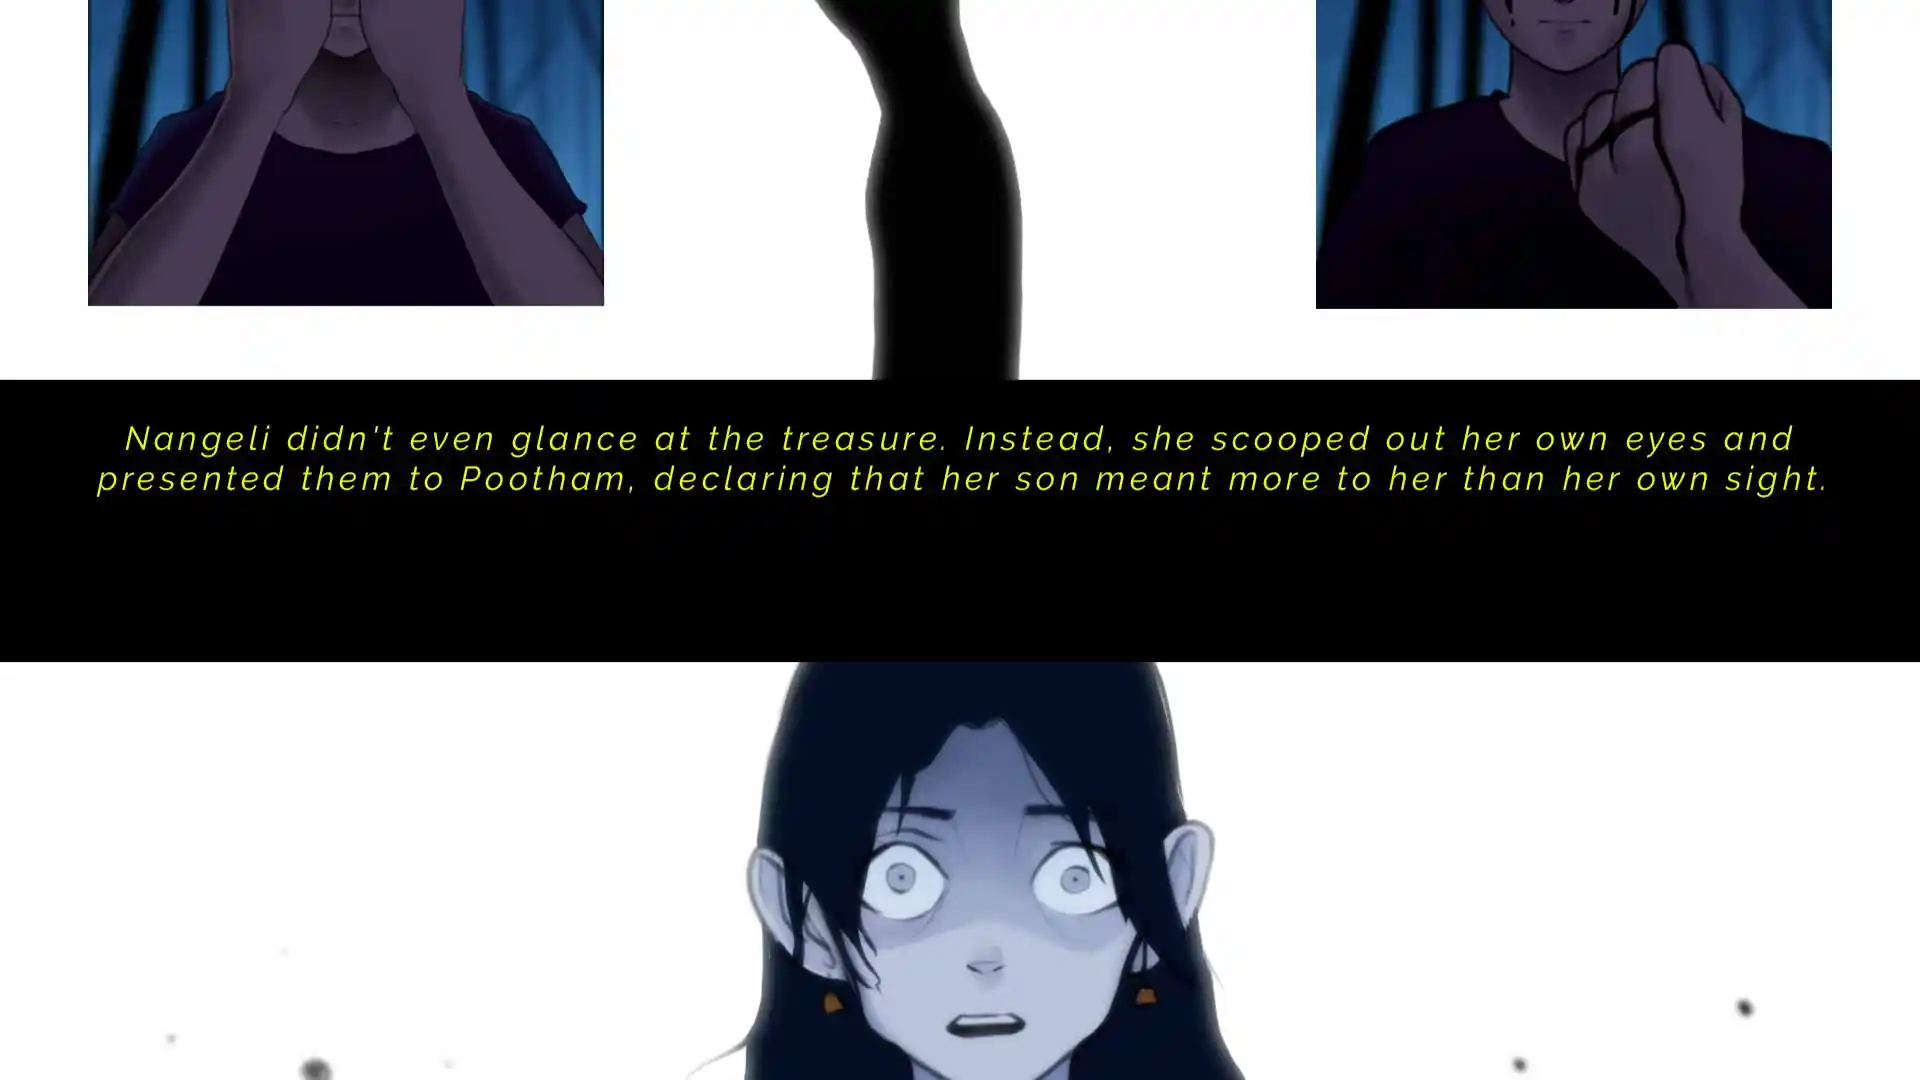 Nangeli didn't even glance at the treasure. Instead, she scooped out her own eyes and
presented them to Pootham, declaring that her son meant more to her than her own sight.